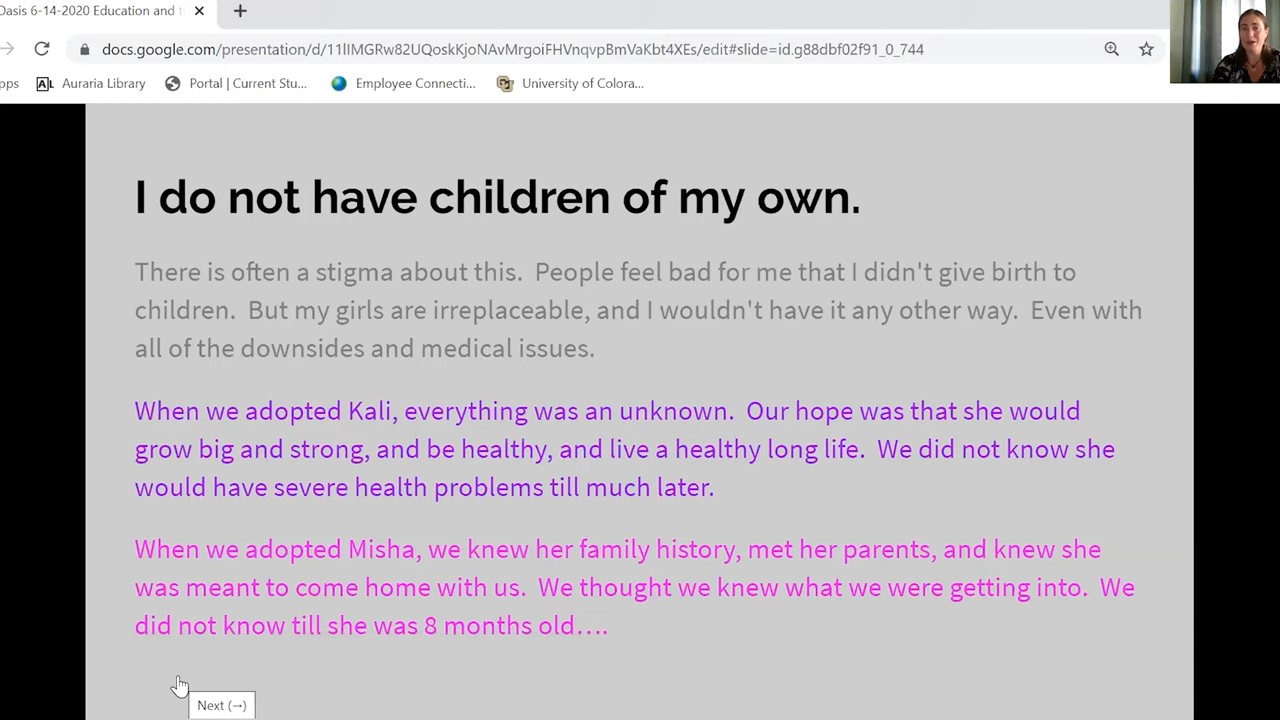 Oasis 6-14-2020 Education and t
docs.google.com/presentation/d/11lIMGRw82UQoskKjoNAvMrgoiFHVnqvpBmVaKbt4XEs/edit#slide=id.g88dbf02f91_0_744
pps Auraria Library Portal | Current Stu... Employee Connecti... University of Colora...
I do not have children of my own.
There is often a stigma about this. People feel bad for me that I didn't give birth to
children. But my girls are irreplaceable, and I wouldn't have it any other way. Even with
all of the downsides and medical issues.
When we adopted Kali, everything was an unknown. Our hope was that she would
grow big and strong, and be healthy, and live a healthy long life. We did not know she
would have severe health problems till much later.
When we adopted Misha, we knew her family history, met her parents, and knew she
was meant to come home with us. We thought we knew what we were getting into. We
did not know till she was 8 months old….
Next (→)